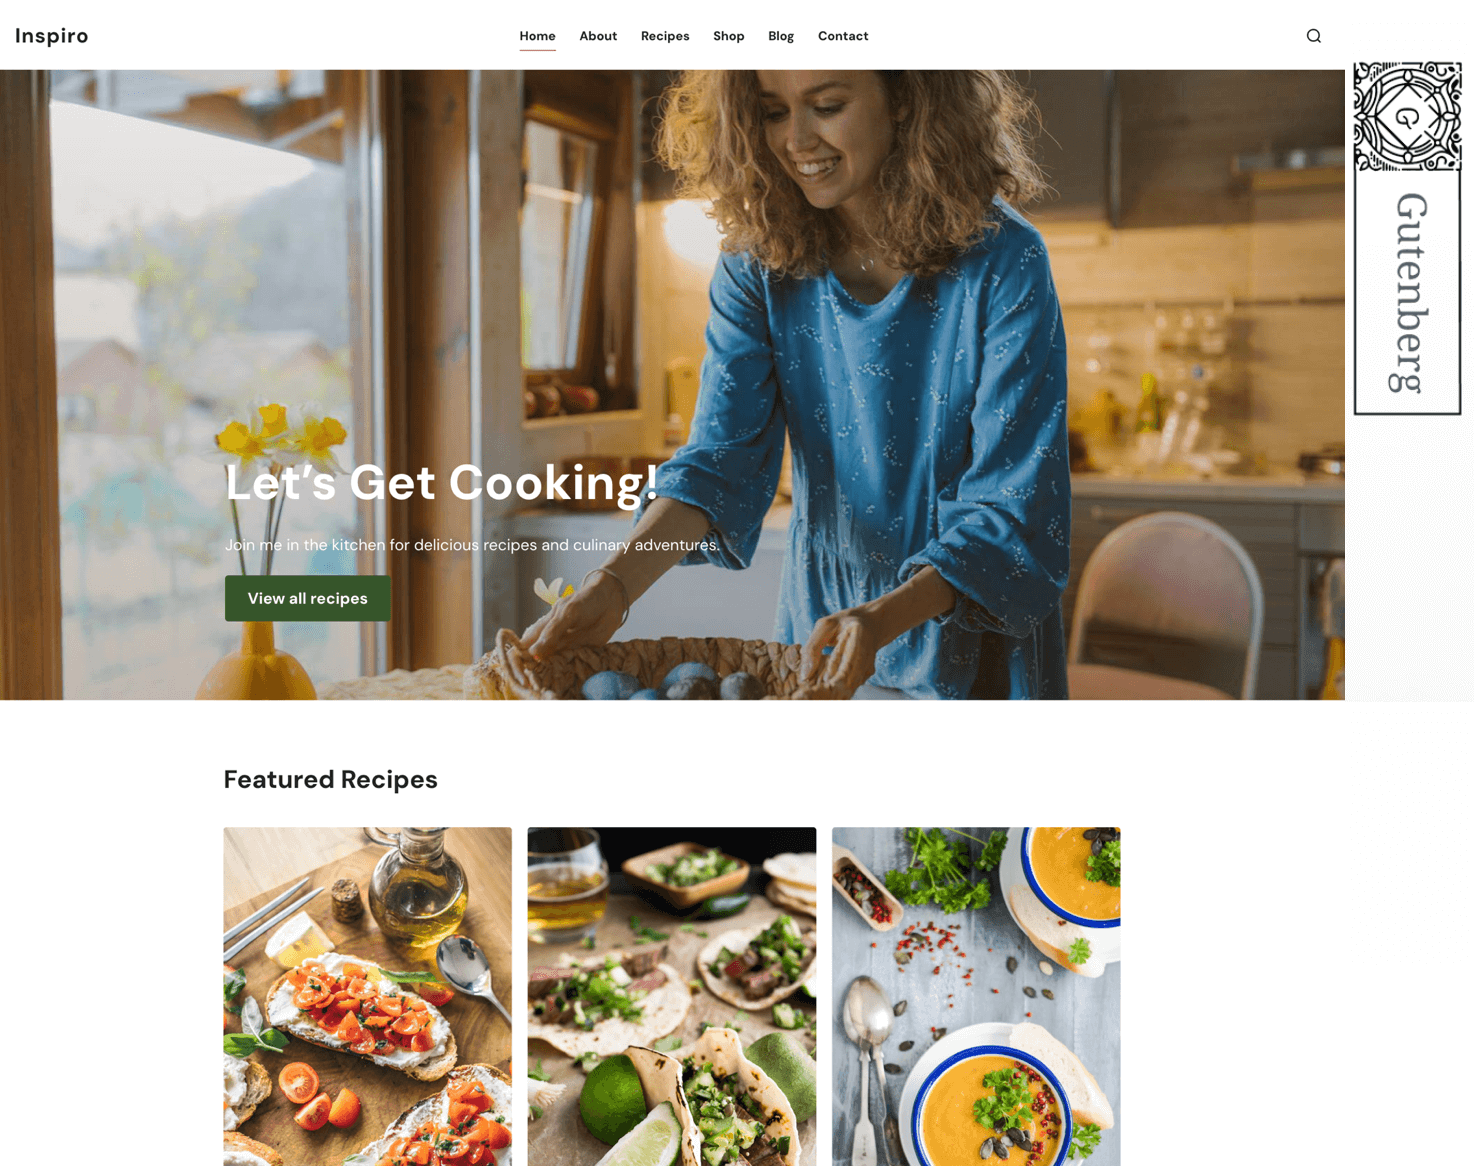 Inspiro
Home
About
Recipes
Shop
Blog
Contact
G
Gutenberg
Let's Get Cooking!
Join me in the kitchen for delicious recipes and culinary adventures.
View all recipes
Featured Recipes